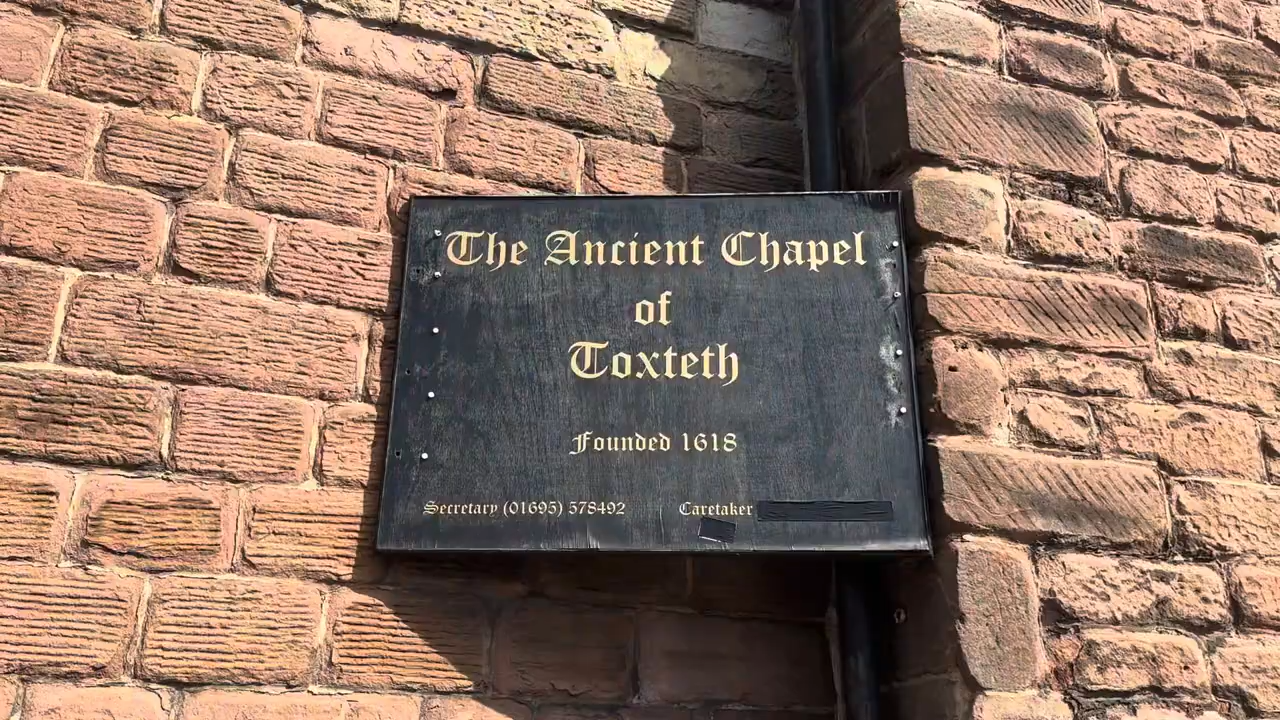 The Ancient Chapel
of
Toxteth
Founded 1618
Secretary (01695) 578492 Caretaker